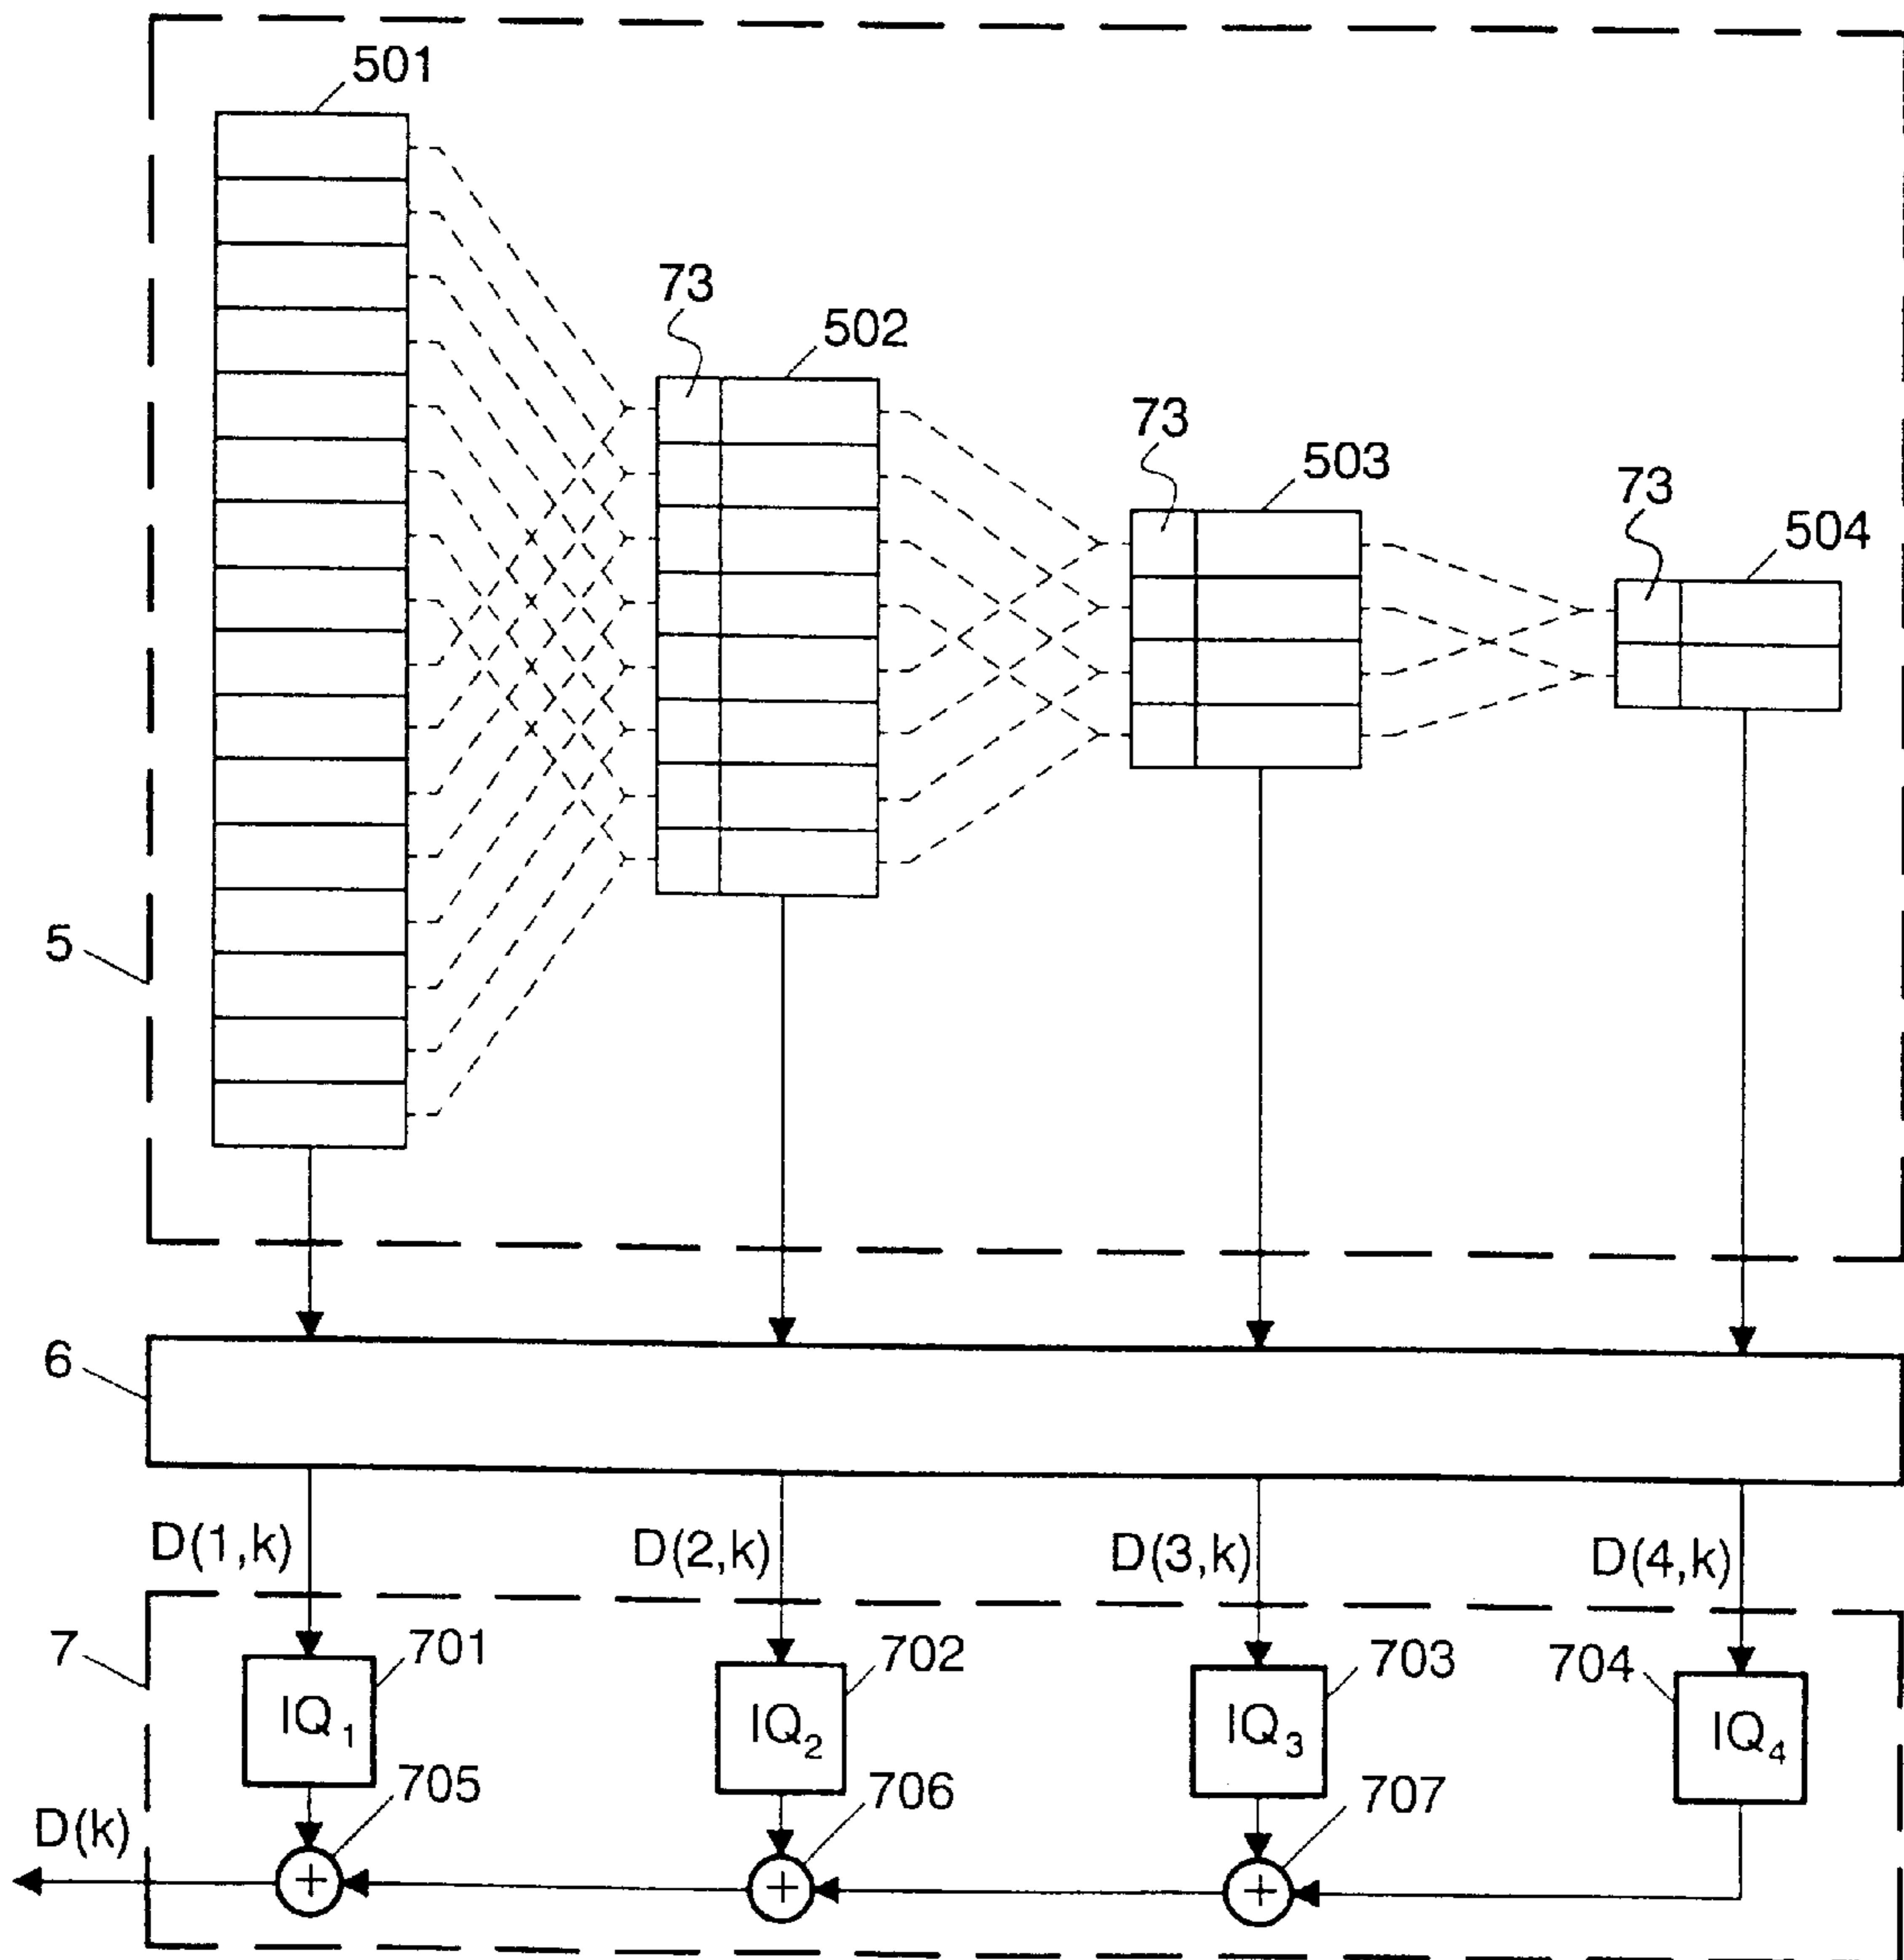 501
73
502
73
503
73
504
5
6
D(1,k)
D(2,k)
D(3,k)
D(4,k)
7
701
702
703
704
IQ1
IQ2
IQ3
IQ4
705
706
707
D(k)
+
+
+